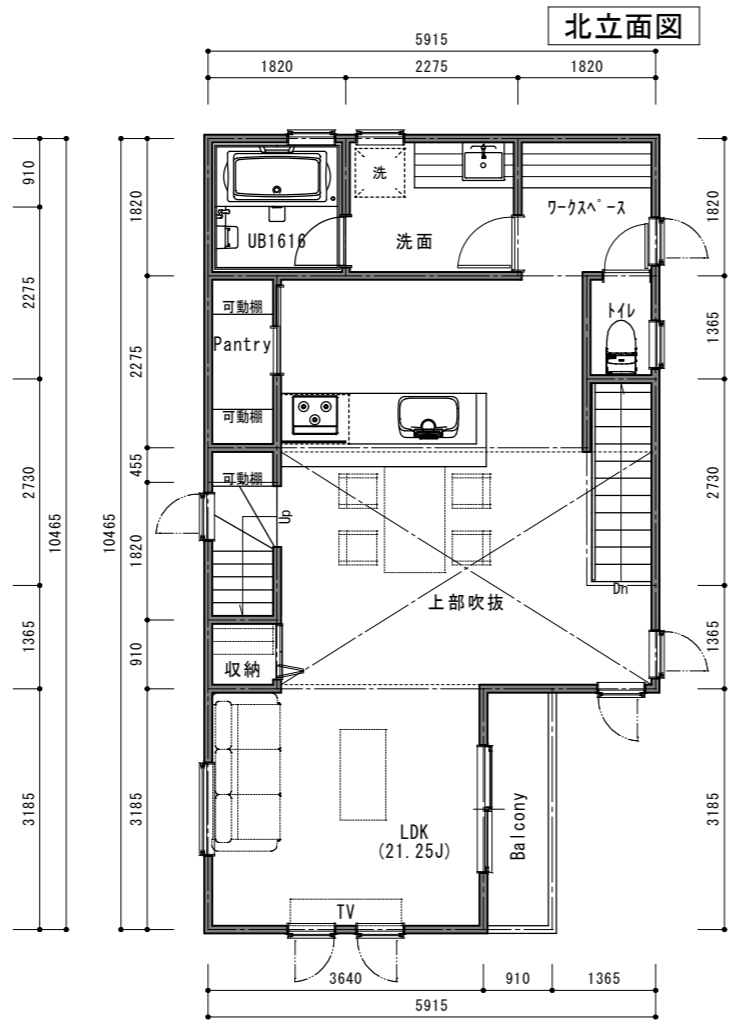 北立面図
5915
1820
2275
1820
910
2275
2730
1365
3185
10465
10465
1820
2275
455
1820
910
3185
1820
1365
2730
1365
3185
洗
UB1616
洗面
ワークスペース
可動棚
Pantry
可動棚
トイレ
可動棚
Up
上部吹抜
Dn
収納
LDK
(21.25J)
Balcony
TV
3640
910
1365
5915